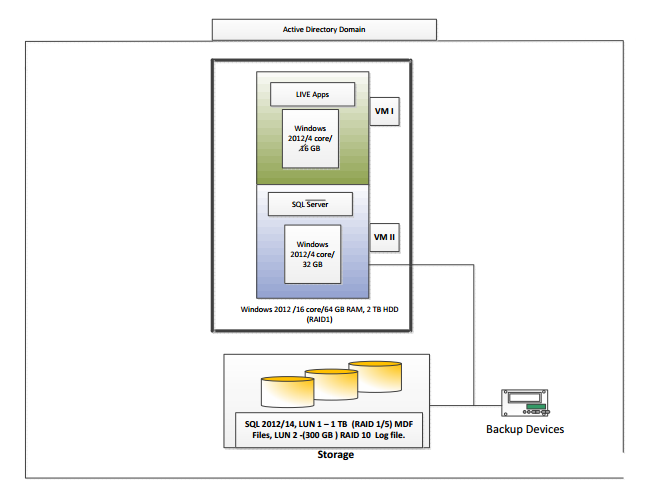 Active Directory Domain
LIVE Apps
VM I
Windows
2012/4 core/
16 GB
SQL Server
VM II
Windows
2012/4 core/
32 GB
Windows 2012 /16 core/64 GB RAM, 2 TB HDD
(RAID1)
SQL 2012/14, LUN 1 – 1 TB (RAID 1/5) MDF
Files, LUN 2 -(300 GB ) RAID 10 Log file.
Storage
Backup Devices